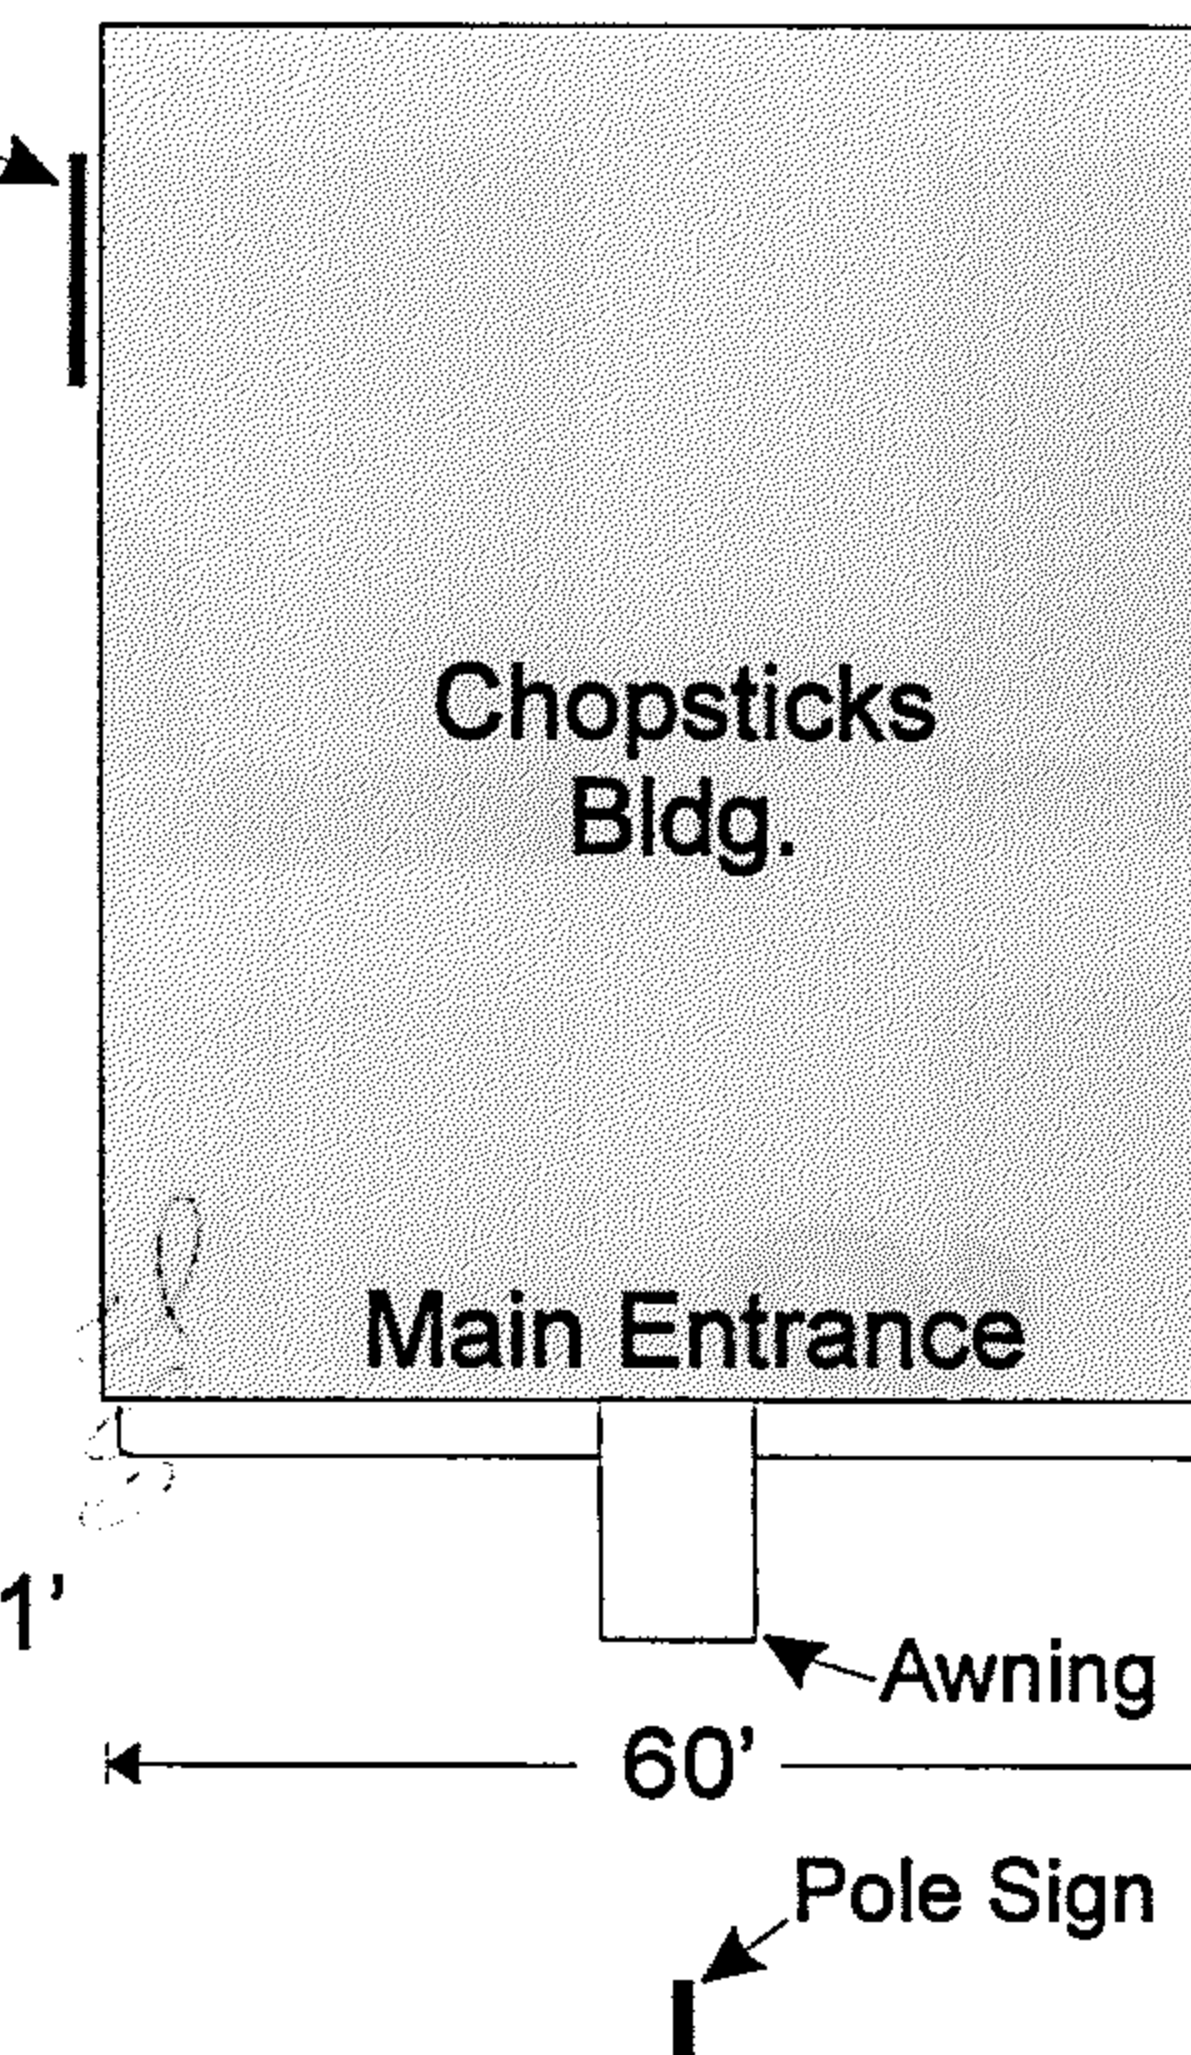 Chopsticks
Bldg.
Main Entrance
1’
Awning
60’
Pole Sign